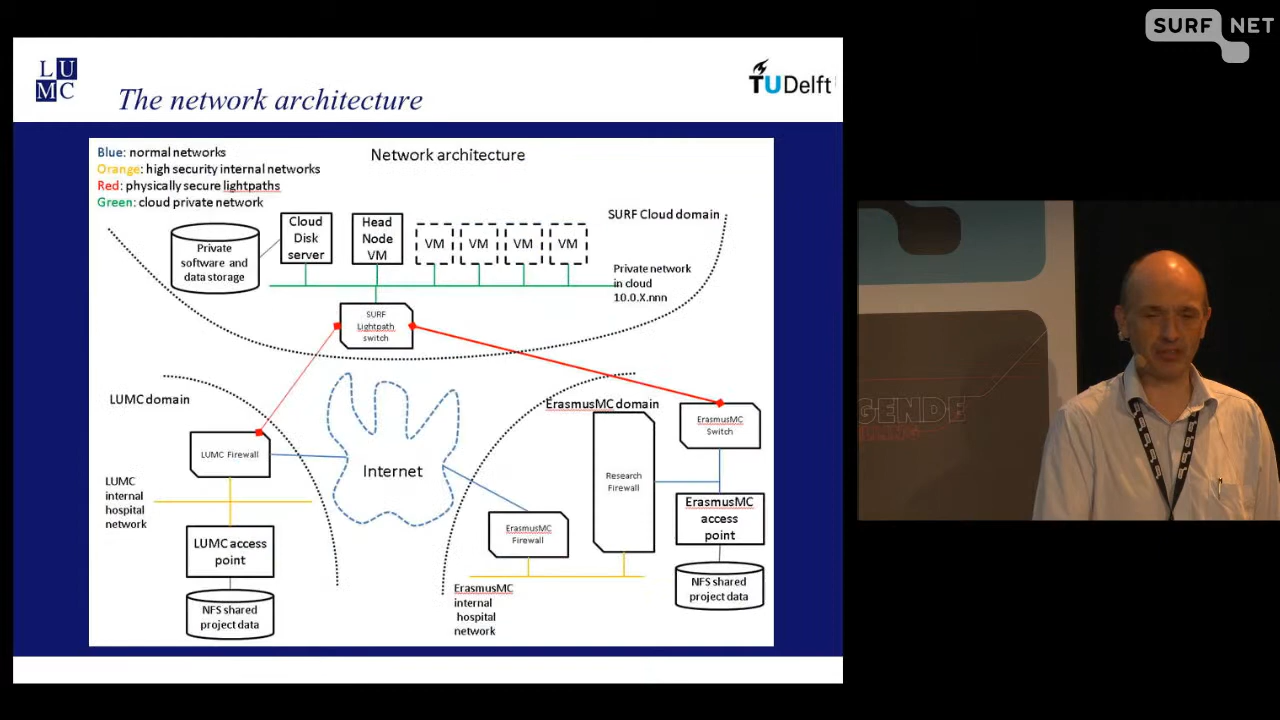 SURF NET
L U
M C
The network architecture
TU Delft
Blue: normal networks
Orange: high security internal networks
Red: physically secure lightpaths
Green: cloud private network
Network architecture
SURF Cloud domain
Private
software and
data storage
Cloud
Disk
server
Head
Node
VM
VM
VM
VM
VM
Private network
in cloud
10.0.X.nnn
SURF
Lightpath
switch
LUMC domain
ErasmusMC domain
LUMC Firewall
Internet
ErasmusMC
Switch
Research
Firewall
LUMC
internal
hospital
network
LUMC access
point
ErasmusMC
Firewall
ErasmusMC
access
point
NFS shared
project data
ErasmusMC
internal
hospital
network
NFS shared
project data
GENDE